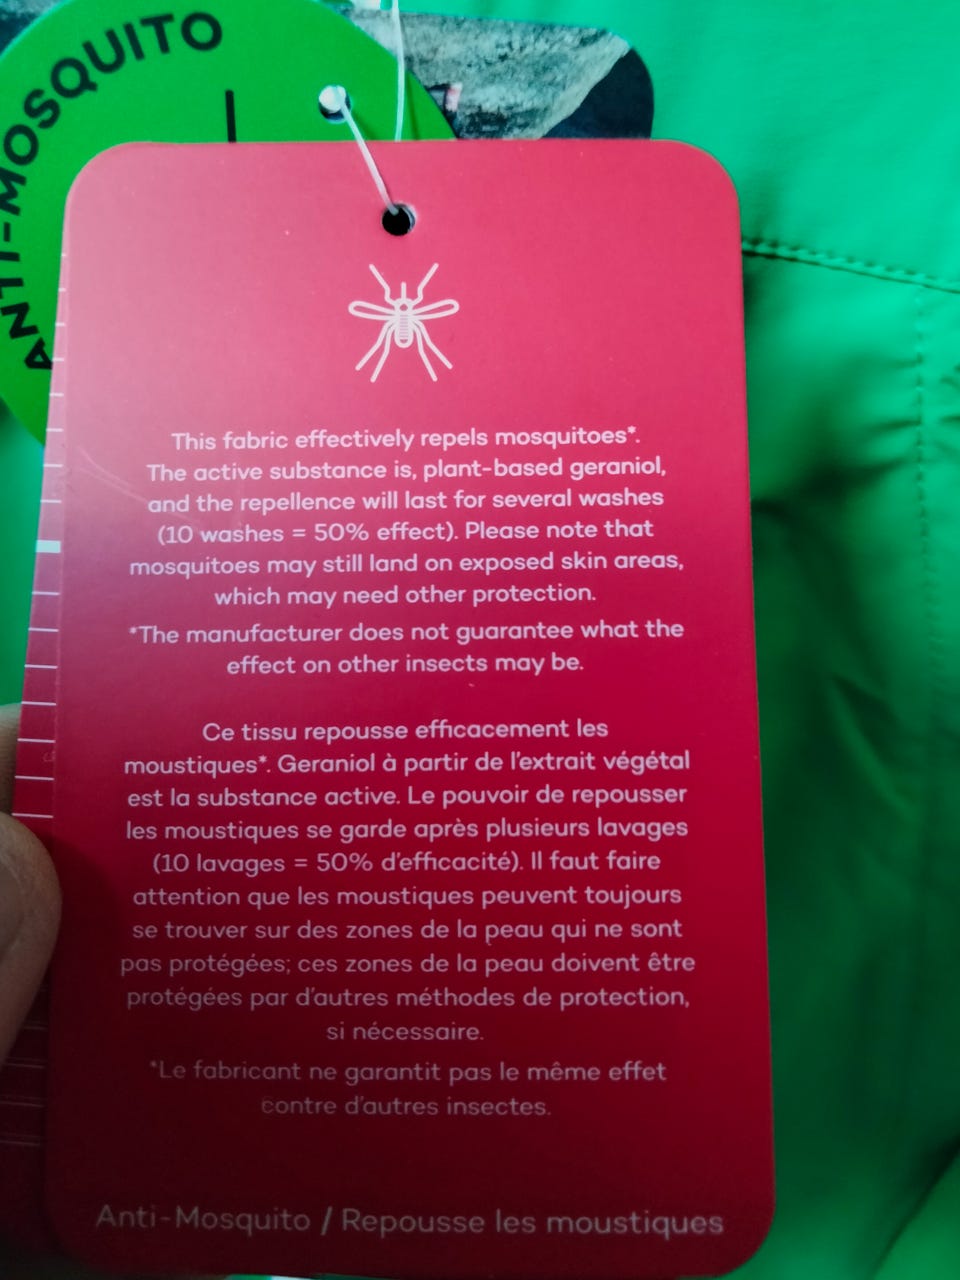 ANTI-MOSQUITO
This fabric effectively repels mosquitoes*.
The active substance is, plant-based geraniol,
and the repellence will last for several washes
(10 washes = 50% effect). Please note that
mosquitoes may still land on exposed skin areas,
which may need other protection.
*The manufacturer does not guarantee what the
effect on other insects may be.
Ce tissu repousse efficacement les
moustiques*. Geraniol à partir de l'extrait végétal
est la substance active. Le pouvoir de repousser
les moustiques se garde après plusieurs lavages
(10 lavages = 50% d'efficacité). Il faut faire
attention que les moustiques peuvent toujours
se trouver sur des zones de la peau qui ne sont
pas protégées; ces zones de la peau doivent être
protégées par d'autres méthodes de protection,
si nécessaire.
*Le fabricant ne garantit pas le même effet
contre d'autres insectes.
Anti-Mosquito / Repousse les moustiques